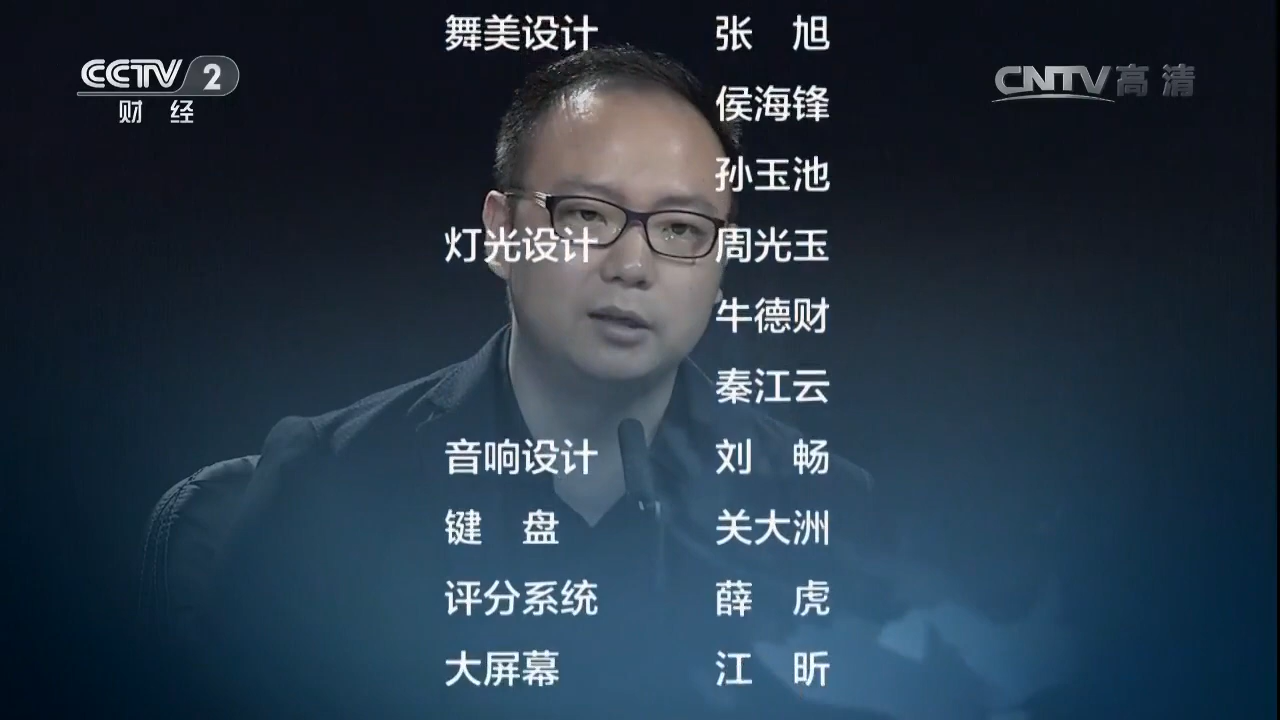 舞美设计 张 旭
CCTV 2
财 经
CNTV高清
侯海锋
孙玉池
灯光设计 周光玉
牛德财
秦江云
音响设计 刘 畅
键 盘 关大洲
评分系统 薛 虎
大屏幕 江 昕